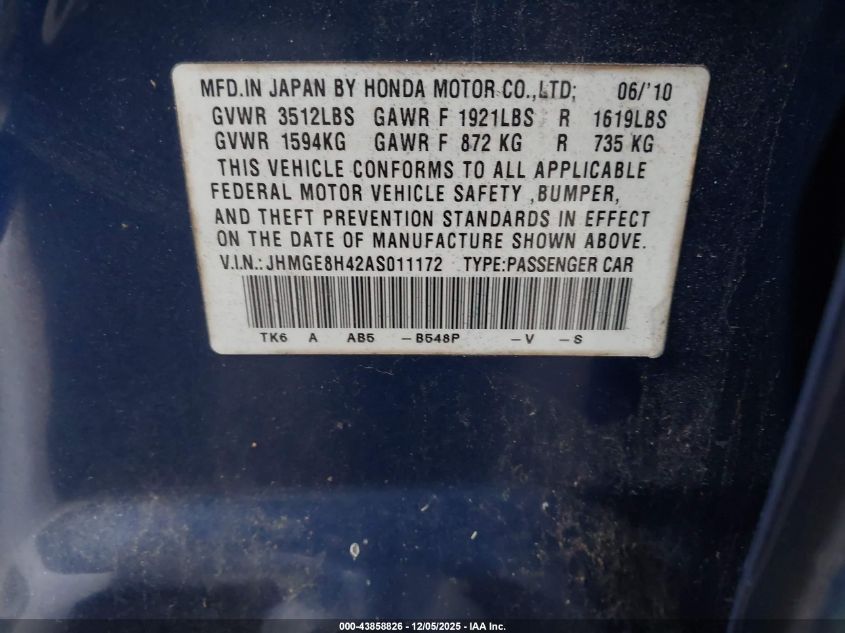 MFD.IN JAPAN BY HONDA MOTOR CO.,LTD; 06/'10
GVWR 3512LBS GAWR F 1921LBS R 1619LBS
GVWR 1594KG GAWR F 872 KG R 735 KG
THIS VEHICLE CONFORMS TO ALL APPLICABLE
FEDERAL MOTOR VEHICLE SAFETY ,BUMPER,
AND THEFT PREVENTION STANDARDS IN EFFECT
ON THE DATE OF MANUFACTURE SHOWN ABOVE.
V.I.N.:JHMGE8H42AS011172 TYPE:PASSENGER CAR
TK6 A AB5 -B548P -V -S
000-43858826 - 12/05/2025 - IAA Inc.